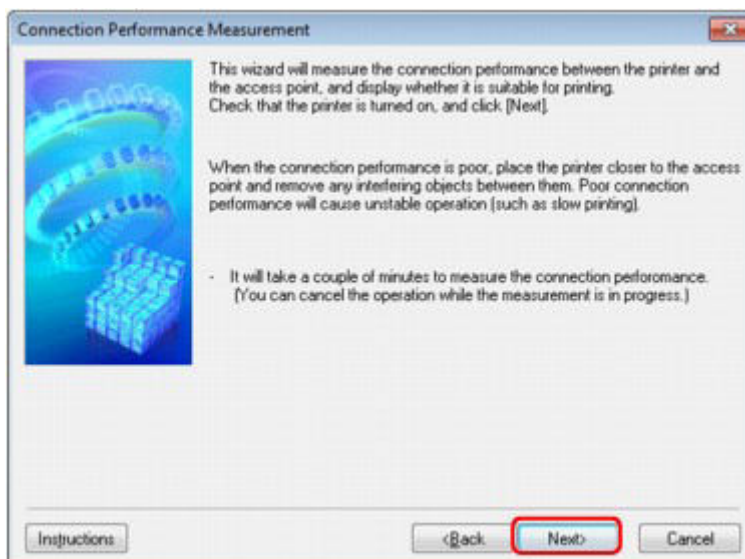 Connection Performance Measurement
This wizard will measure the connection performance between the printer and
the access point, and display whether it is suitable for printing.
Check that the printer is turned on, and click [Next].
When the connection performance is poor, place the printer closer to the access
point and remove any interfering objects between them. Poor connection
performance will cause unstable operation (such as slow printing).
- It will take a couple of minutes to measure the connection perforomance.
(You can cancel the operation while the measurement is in progress.)
Instructions <Back Next> Cancel